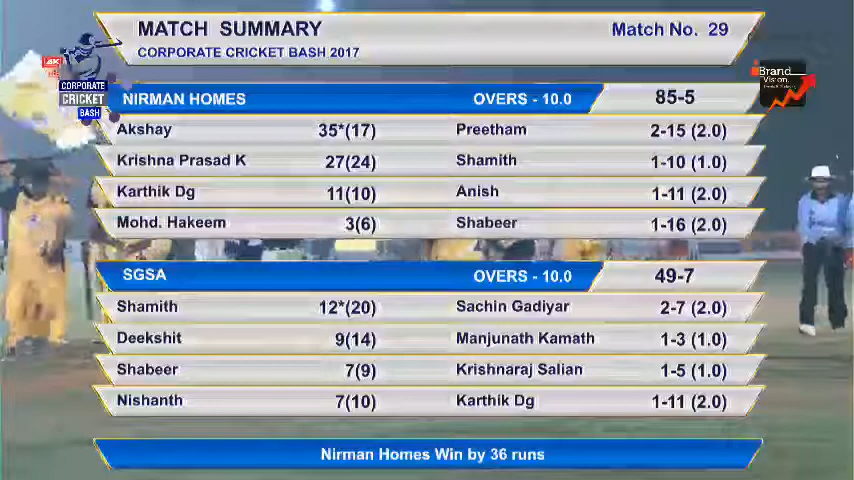 MATCH SUMMARY
Match No. 29
CORPORATE CRICKET BASH 2017
4K
CORPORATE
CRICKET
BASH
Brand
Vision
NIRMAN HOMES OVERS - 10.0 85-5
Akshay 35*(17) Preetham 2-15 (2.0)
Krishna Prasad K 27(24) Shamith 1-10 (1.0)
Karthik Dg 11(10) Anish 1-11 (2.0)
Mohd. Hakeem 3(6) Shabeer 1-16 (2.0)
SGSA OVERS - 10.0 49-7
Shamith 12*(20) Sachin Gadiyar 2-7 (2.0)
Deekshit 9(14) Manjunath Kamath 1-3 (1.0)
Shabeer 7(9) Krishnaraj Salian 1-5 (1.0)
Nishanth 7(10) Karthik Dg 1-11 (2.0)
Nirman Homes Win by 36 runs